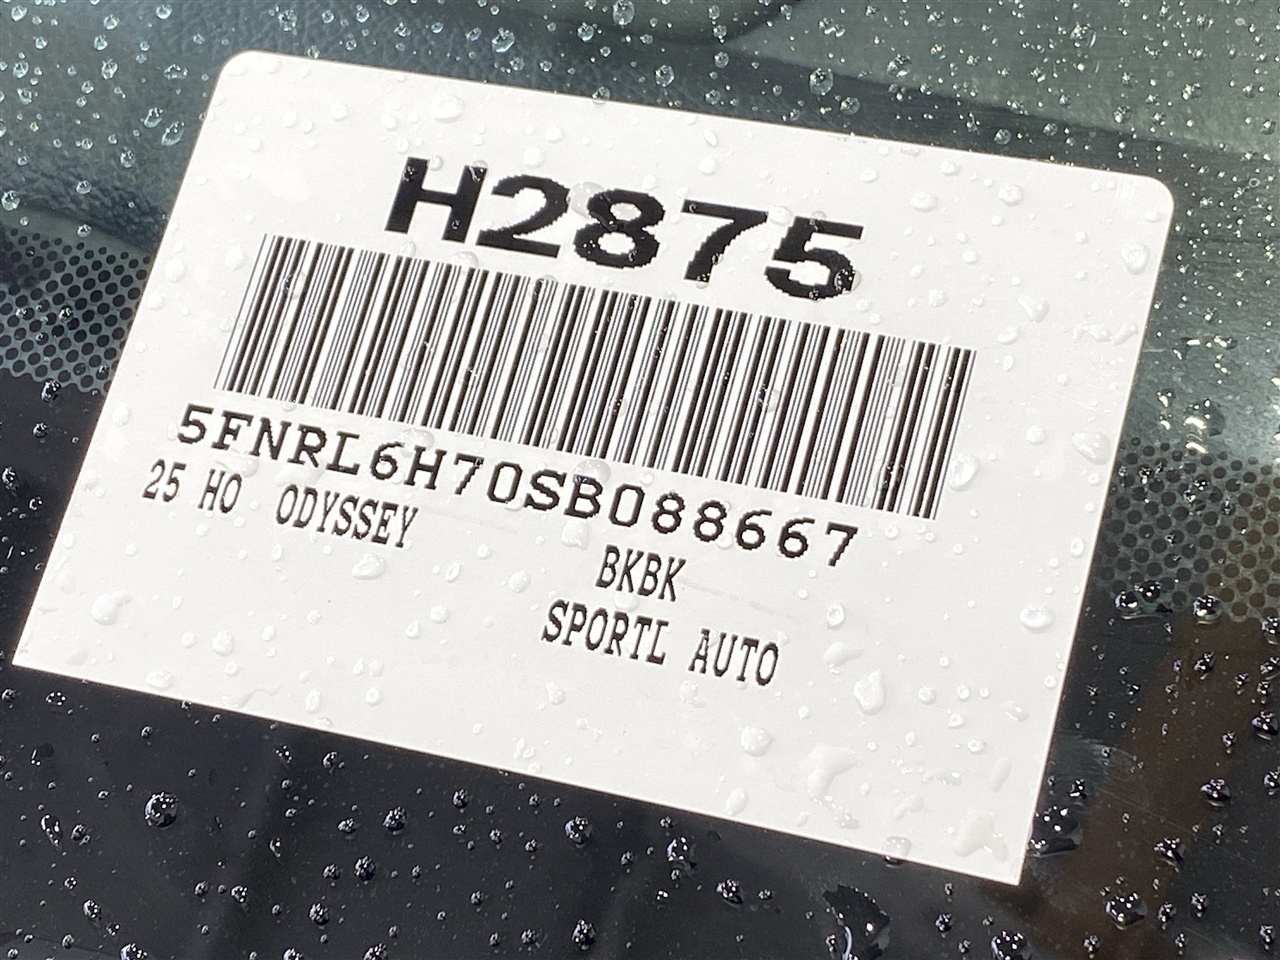 H2875
5FNRL6H70SB088667
25 HO ODYSSEY
BKBK
SPORTL AUTO